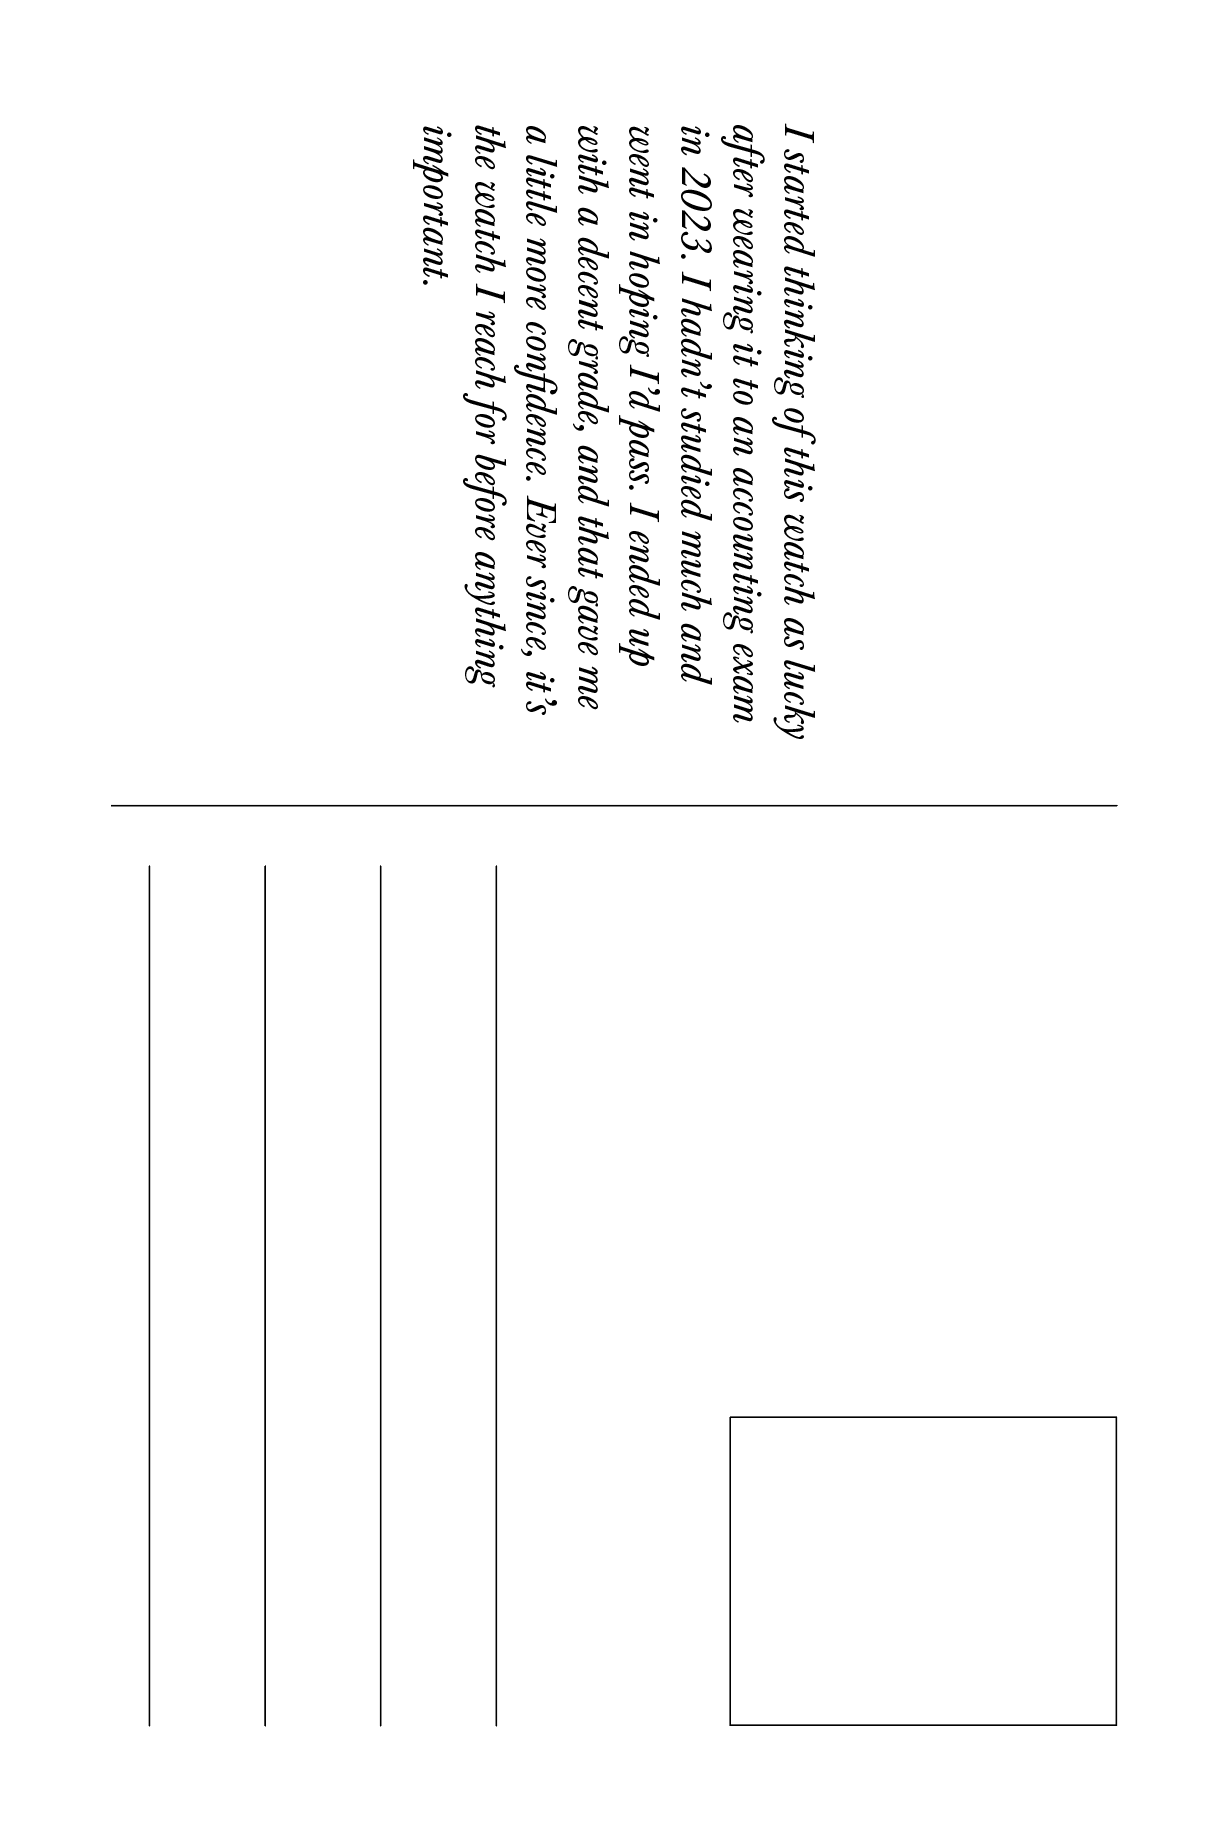 I started thinking of this watch as lucky
after wearing it to an accounting exam
in 2023. I hadn’t studied much and
went in hoping I’d pass. I ended up
with a decent grade, and that gave me
a little more confidence. Ever since, it’s
the watch I reach for before anything
important.